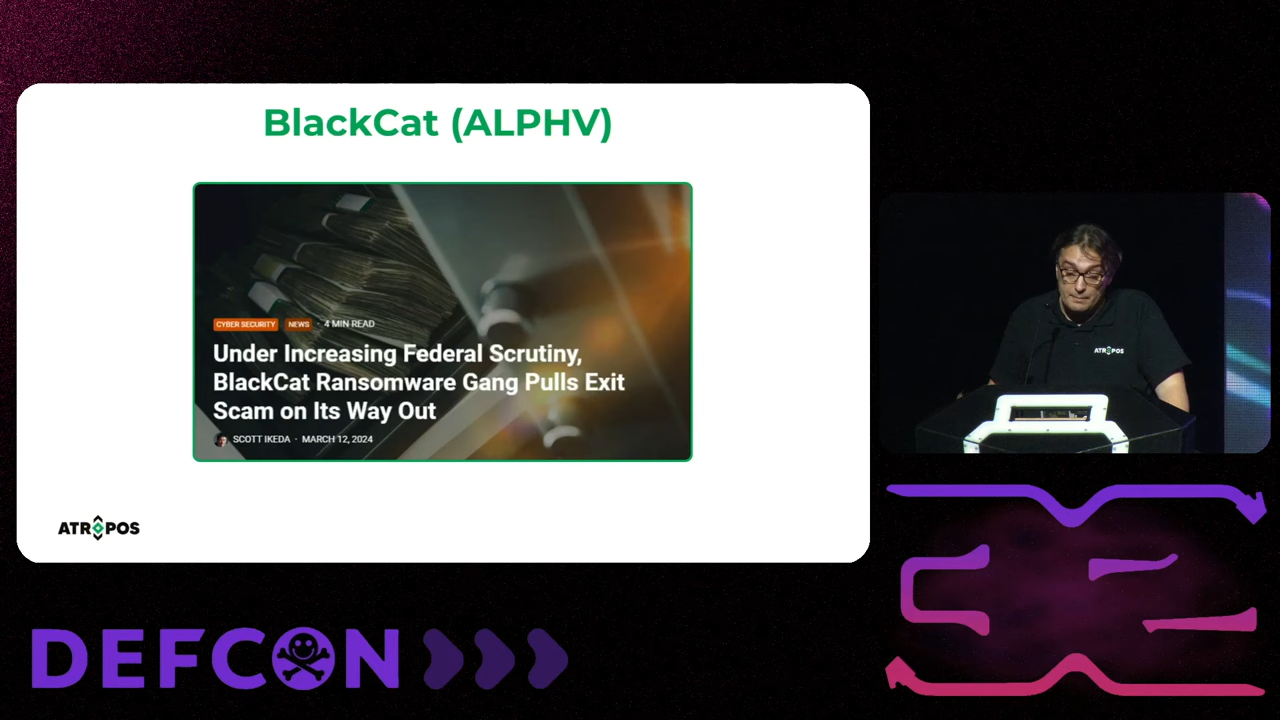 BlackCat (ALPHV)
CYBER SECURITY NEWS · 4 MIN READ
Under Increasing Federal Scrutiny,
BlackCat Ransomware Gang Pulls Exit
Scam on Its Way Out
SCOTT IKEDA · MARCH 12, 2024
ATROPOS
ATROPOS
DEFCON